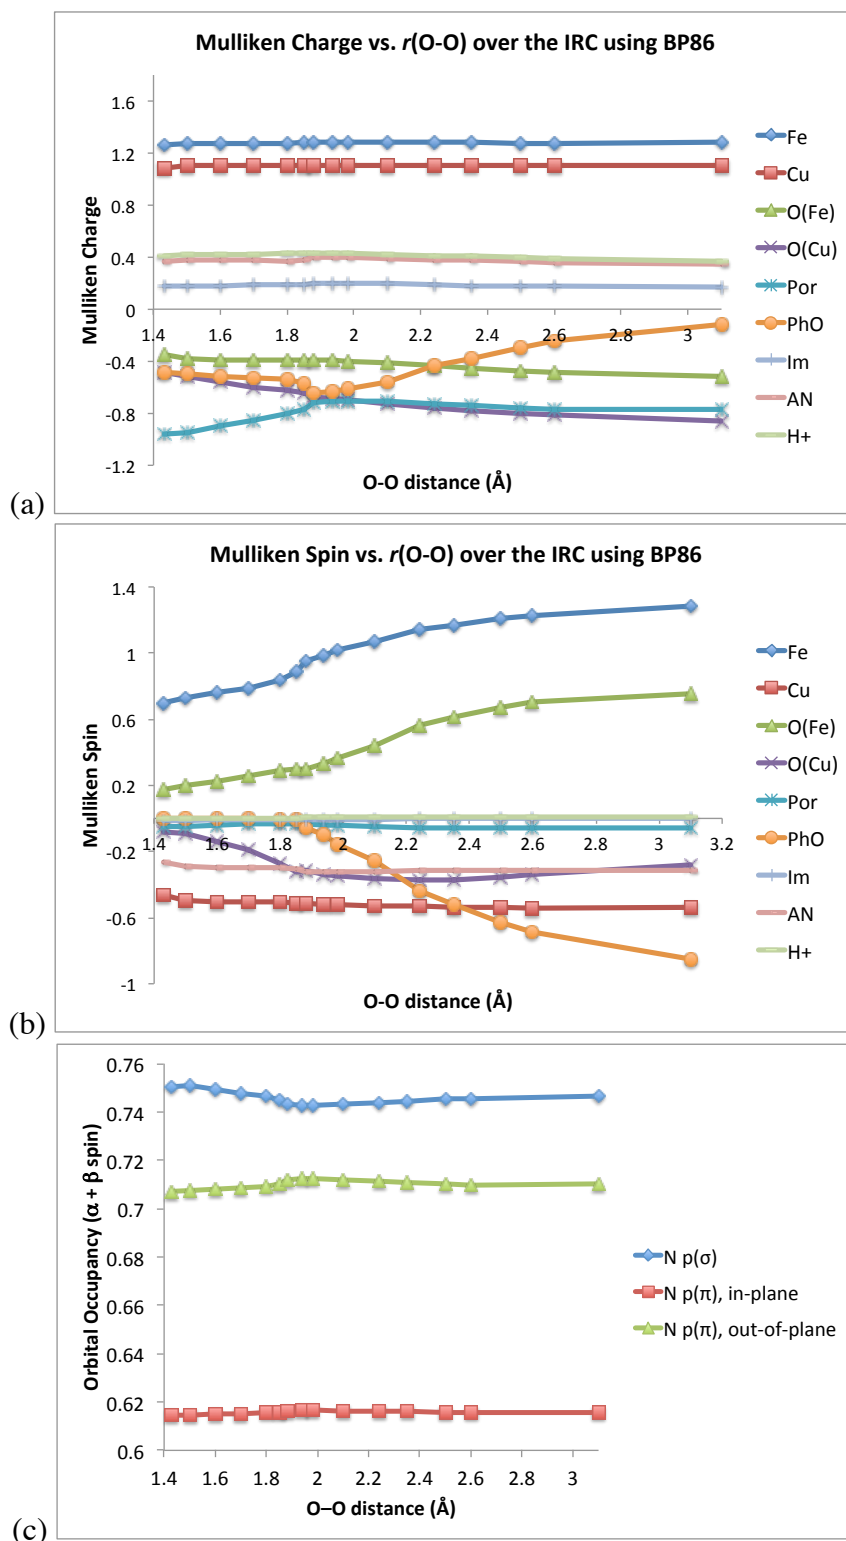 Mulliken Charge vs. r(O-O) over the IRC using BP86
1.6
1.2
0.8
0.4
0
-0.4
-0.8
-1.2
1.4 1.6 1.8 2 2.2 2.4 2.6 2.8 3
Mulliken Charge
O-O distance (Å)
Fe
Cu
O(Fe)
O(Cu)
Por
PhO
Im
AN
H+
(a)
Mulliken Spin vs. r(O-O) over the IRC using BP86
1.4
1
0.6
0.2
-0.2
-0.6
-1
1.4 1.6 1.8 2 2.2 2.4 2.6 2.8 3 3.2
Mulliken Spin
O-O distance (Å)
Fe
Cu
O(Fe)
O(Cu)
Por
PhO
Im
AN
H+
(b)
0.76
0.74
0.72
0.7
0.68
0.66
0.64
0.62
0.6
1.4 1.6 1.8 2 2.2 2.4 2.6 2.8 3
Orbital Occupancy (α + β spin)
O–O distance (Å)
N p(σ)
N p(π), in-plane
N p(π), out-of-plane
(c)